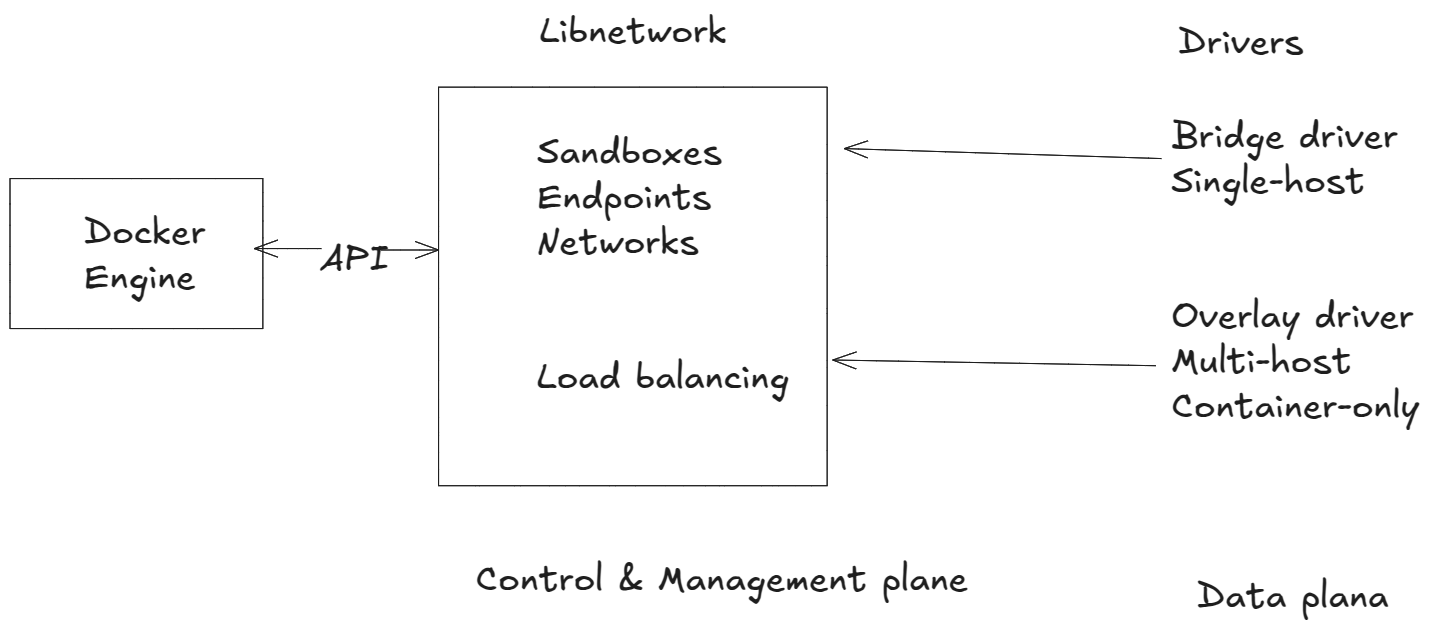 Libnetwork
Drivers
Sandboxes
Endpoints
Networks
Load balancing
Docker
Engine
API
Bridge driver
Single-host
Overlay driver
Multi-host
Container-only
Control & Management plane
Data plana